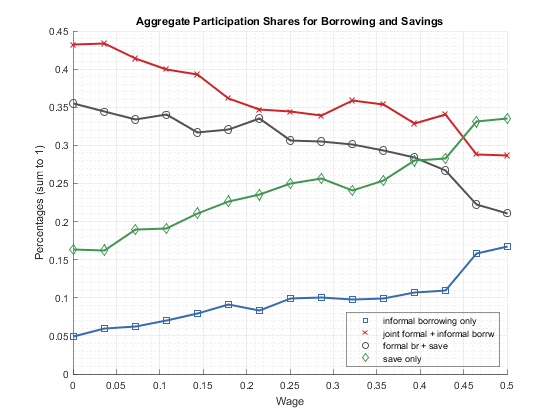 Aggregate Participation Shares for Borrowing and Savings
Percentages (sum to 1)
0.45
0.4
0.35
0.3
0.25
0.2
0.15
0.1
0.05
0
0 0.05 0.1 0.15 0.2 0.25 0.3 0.35 0.4 0.45 0.5
Wage
informal borrowing only
joint formal + informal borrw
formal br + save
save only